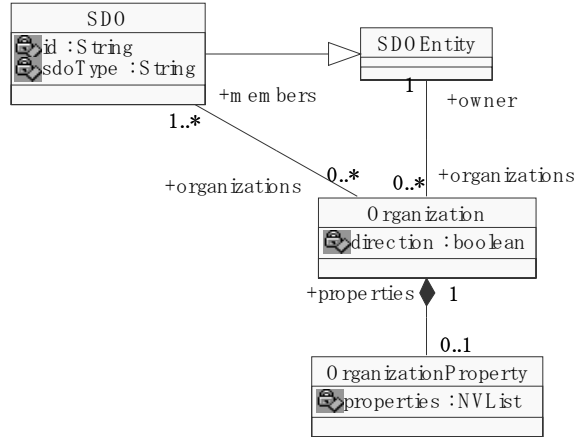 SDO
id : String
sdoType : String
SDOEntity
1
+owner
+members
1..*
+organizations
0..*
0..*
+organizations
Organization
direction : boolean
+properties
1
0..1
OrganizationProperty
properties : NVList